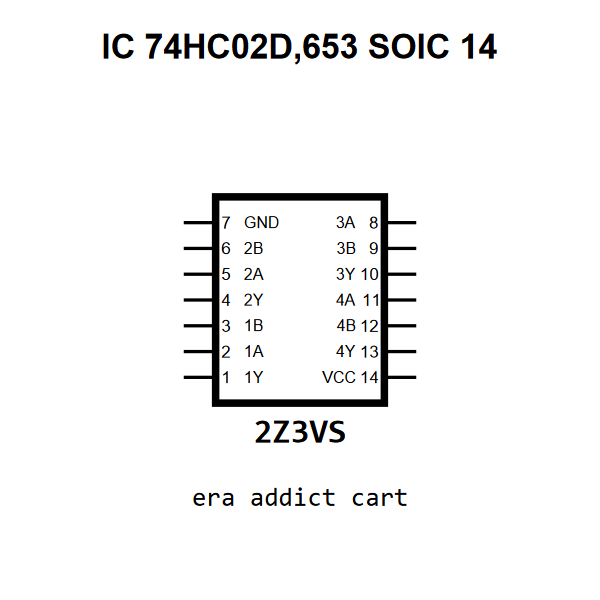 IC 74HC02D,653 SOIC 14
7 GND 3A 8
6 2B 3B 9
5 2A 3Y 10
4 2Y 4A 11
3 1B 4B 12
2 1A 4Y 13
1 1Y VCC 14
2Z3VS
era addict cart